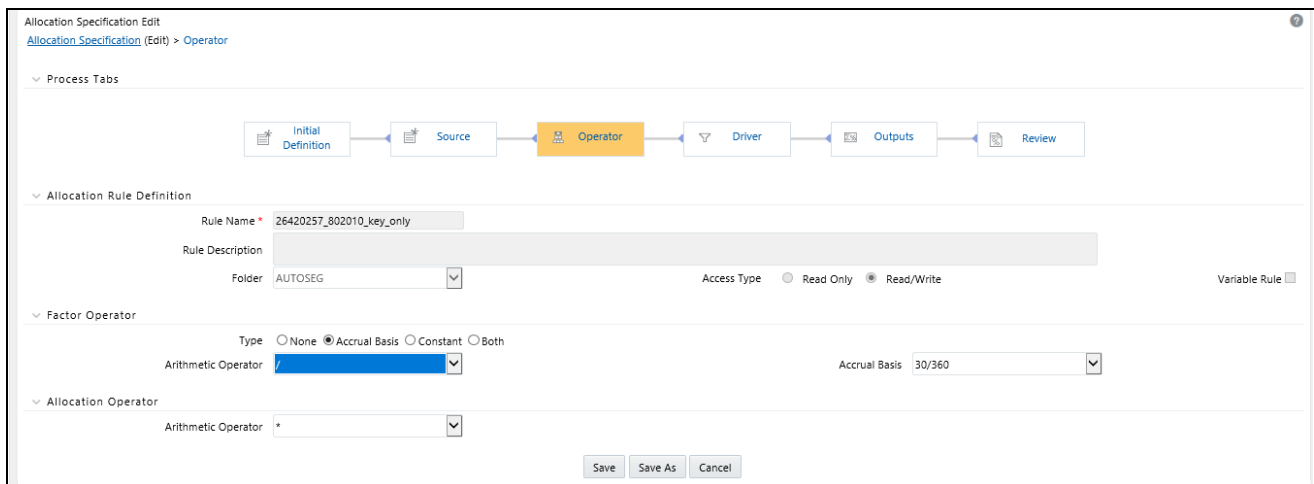 Allocation Specification Edit
Allocation Specification (Edit) > Operator
Process Tabs
Initial Definition
Source
Operator
Driver
Outputs
Review
Allocation Rule Definition
Rule Name * 26420257_802010_key_only
Rule Description
Folder AUTOSEG Access Type Read Only Read/Write Variable Rule
Factor Operator
Type None Accrual Basis Constant Both
Arithmetic Operator / Accrual Basis 30/360
Allocation Operator
Arithmetic Operator *
Save Save As Cancel